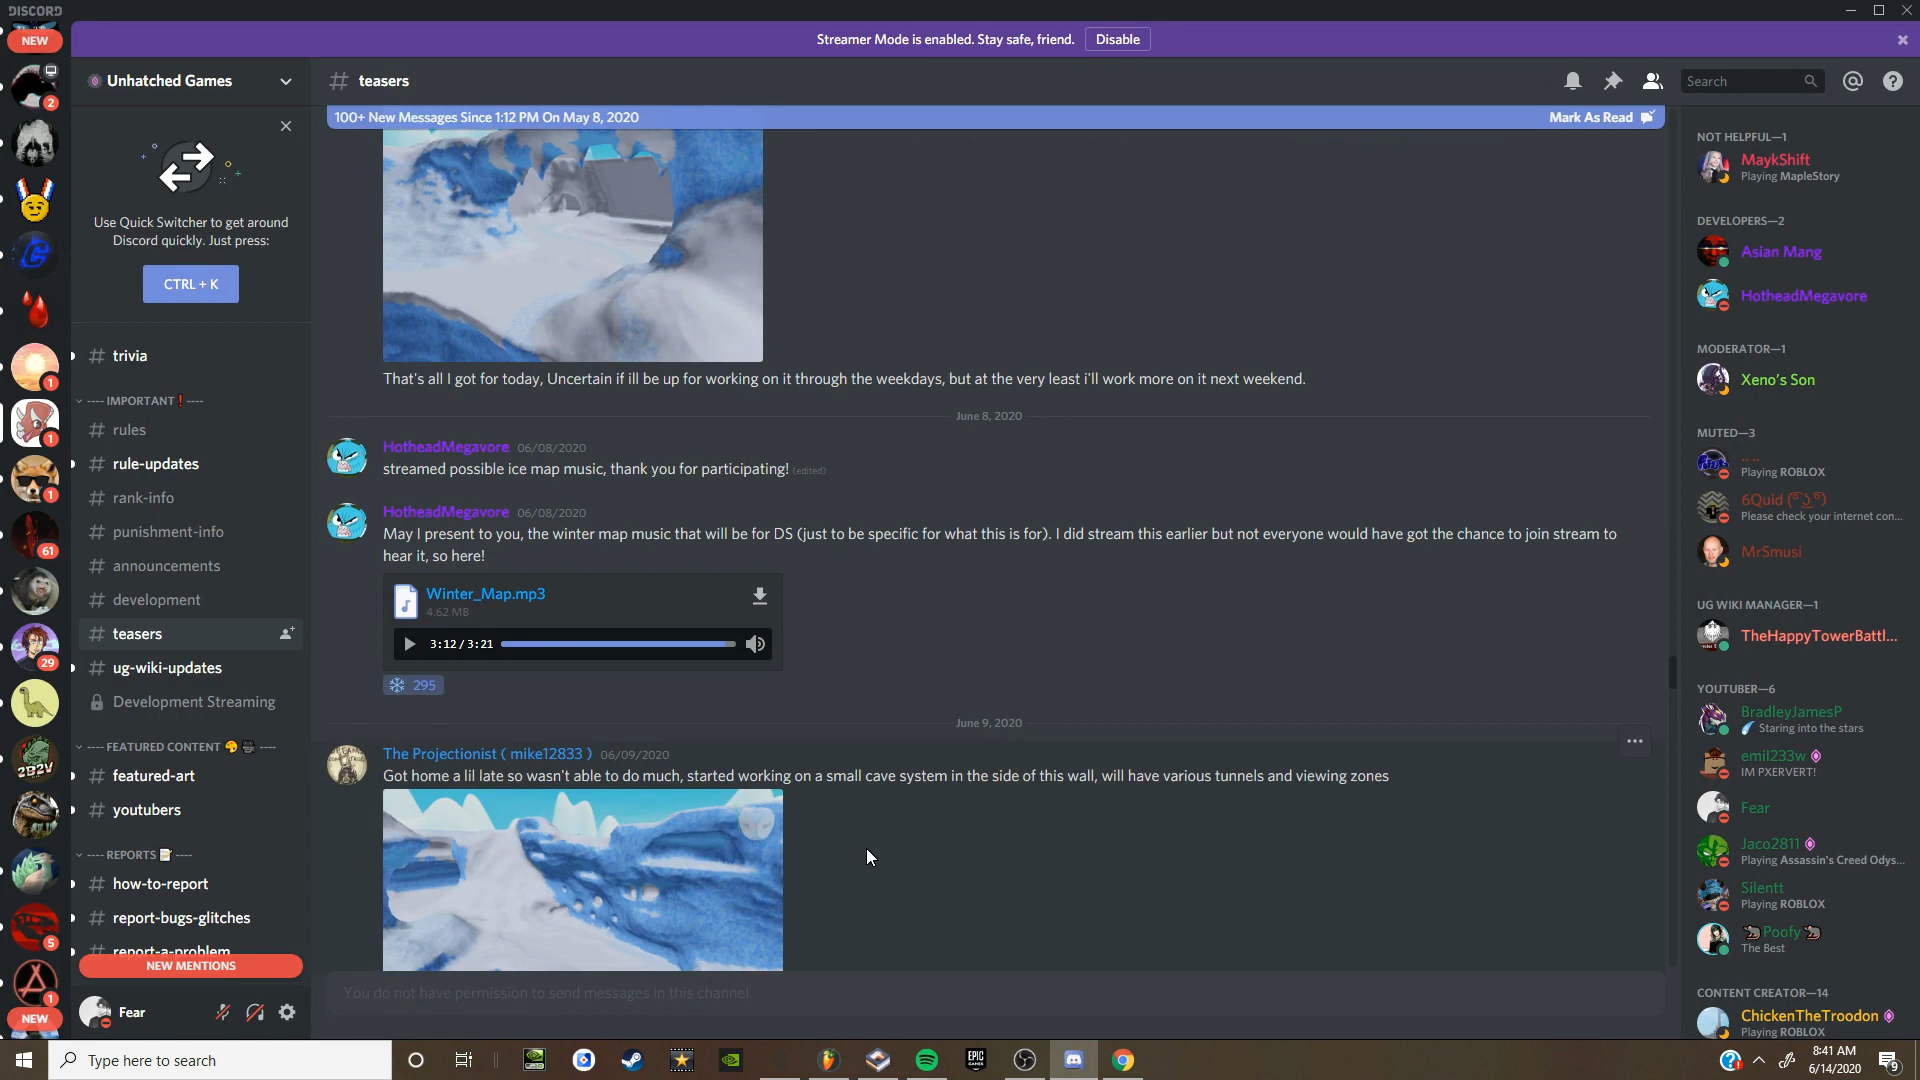 DISCORD
Streamer Mode is enabled. Stay safe, friend.
Disable
NEW
2
1
1
1
61
29
5
1
NEW
Unhatched Games
Use Quick Switcher to get around
Discord quickly. Just press:
CTRL + K
# trivia
---- IMPORTANT❗----
# rules
# rule-updates
# rank-info
# punishment-info
# announcements
# development
# teasers
# ug-wiki-updates
Development Streaming
---- FEATURED CONTENT ----
# featured-art
# youtubers
---- REPORTS ----
# how-to-report
# report-bugs-glitches
# report-a-problem
NEW MENTIONS
Fear
# teasers
Search
100+ New Messages Since 1:12 PM On May 8, 2020
Mark As Read
That's all I got for today, Uncertain if ill be up for working on it through the weekdays, but at the very least i'll work more on it next weekend.
June 8, 2020
HotheadMegavore 06/08/2020
streamed possible ice map music, thank you for participating! (edited)
HotheadMegavore 06/08/2020
May I present to you, the winter map music that will be for DS (just to be specific for what this is for). I did stream this earlier but not everyone would have got the chance to join stream to
hear it, so here!
Winter_Map.mp3
4.62 MB
3:12/3:21
295
June 9, 2020
The Projectionist ( mike12833 ) 06/09/2020
Got home a lil late so wasn't able to do much, started working on a small cave system in the side of this wall, will have various tunnels and viewing zones
You do not have permission to send messages in this channel.
NOT HELPFUL—1
MaykShift
Playing MapleStory
DEVELOPERS—2
Asian Mang
HotheadMegavore
MODERATOR—1
Xeno's Son
MUTED—3
.. ..
Playing ROBLOX
6Quid ( ͡° ͜ʖ ͡°)
Please check your internet con...
MrSmusi
UG WIKI MANAGER—1
TheHappyTowerBattl...
YOUTUBER—6
BradleyJamesP
Staring into the stars
emil233w
IM PXERVERT!
Fear
Jaco2811
Playing Assassin's Creed Odys...
Silentt
Playing ROBLOX
Poofy
The Best
CONTENT CREATOR—14
ChickenTheTroodon
Playing ROBLOX
Type here to search
EPIC
GAMES
8:41 AM
6/14/2020
9